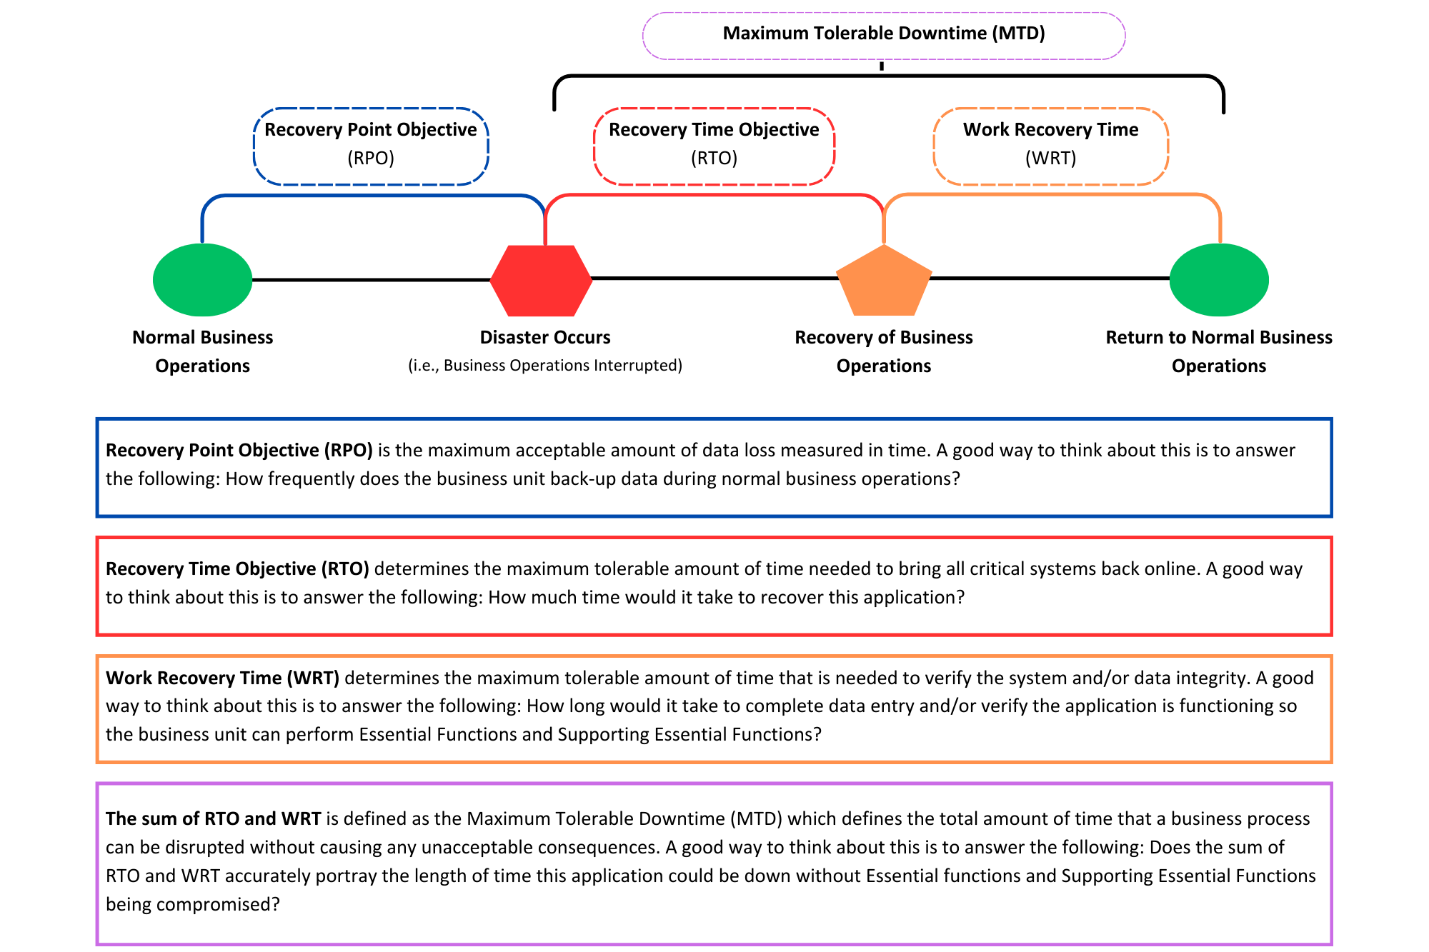 Maximum Tolerable Downtime (MTD)
Recovery Point Objective
(RPO)
Recovery Time Objective
(RTO)
Work Recovery Time
(WRT)
Normal Business
Operations
Disaster Occurs
(i.e., Business Operations Interrupted)
Recovery of Business
Operations
Return to Normal Business
Operations
Recovery Point Objective (RPO) is the maximum acceptable amount of data loss measured in time. A good way to think about this is to answer
the following: How frequently does the business unit back-up data during normal business operations?
Recovery Time Objective (RTO) determines the maximum tolerable amount of time needed to bring all critical systems back online. A good way
to think about this is to answer the following: How much time would it take to recover this application?
Work Recovery Time (WRT) determines the maximum tolerable amount of time that is needed to verify the system and/or data integrity. A good
way to think about this is to answer the following: How long would it take to complete data entry and/or verify the application is functioning so
the business unit can perform Essential Functions and Supporting Essential Functions?
The sum of RTO and WRT is defined as the Maximum Tolerable Downtime (MTD) which defines the total amount of time that a business process
can be disrupted without causing any unacceptable consequences. A good way to think about this is to answer the following: Does the sum of
RTO and WRT accurately portray the length of time this application could be down without Essential functions and Supporting Essential Functions
being compromised?